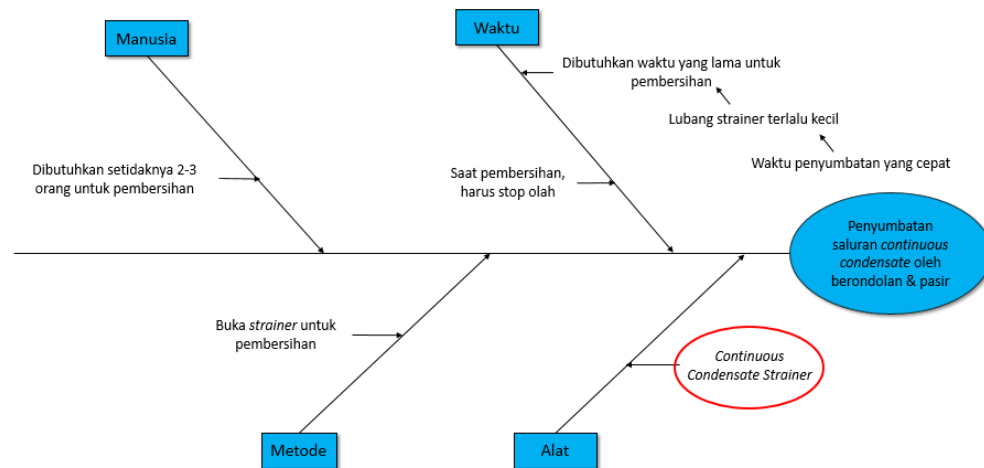 Manusia
Waktu
Dibutuhkan waktu yang lama untuk
pembersihan
Lubang strainer terlalu kecil
Waktu penyumbatan yang cepat
Dibutuhkan setidaknya 2-3
orang untuk pembersihan
Saat pembersihan,
harus stop olah
Penyumbatan
saluran continuous
condensate oleh
berondolan & pasir
Buka strainer untuk
pembersihan
Continuous
Condensate Strainer
Metode
Alat